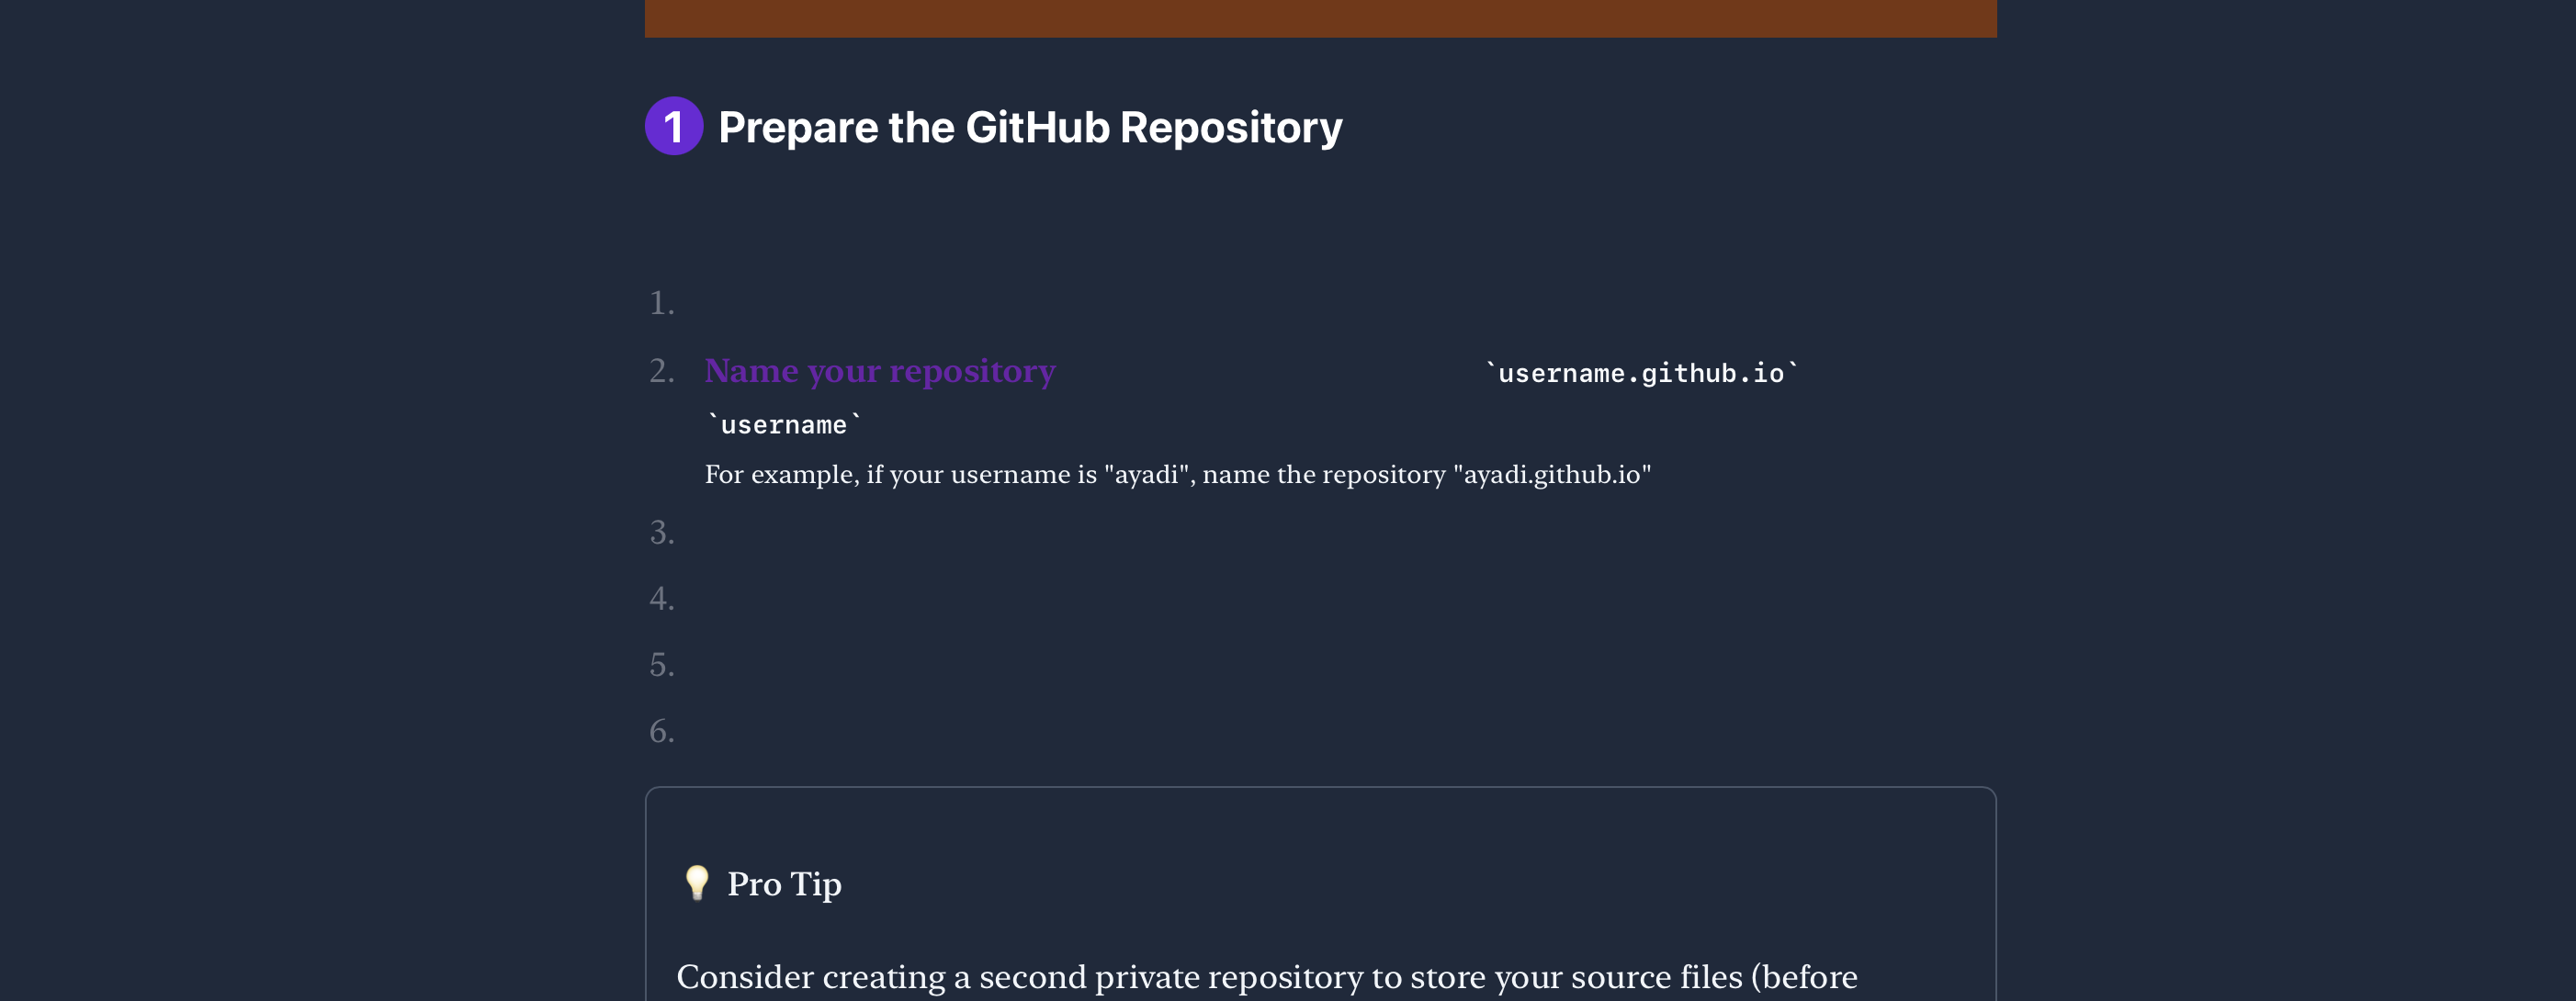 1 Prepare the GitHub Repository
1.
2. Name your repository `username.github.io`
`username`
For example, if your username is "ayadi", name the repository "ayadi.github.io"
3.
4.
5.
6.
💡 Pro Tip
Consider creating a second private repository to store your source files (before